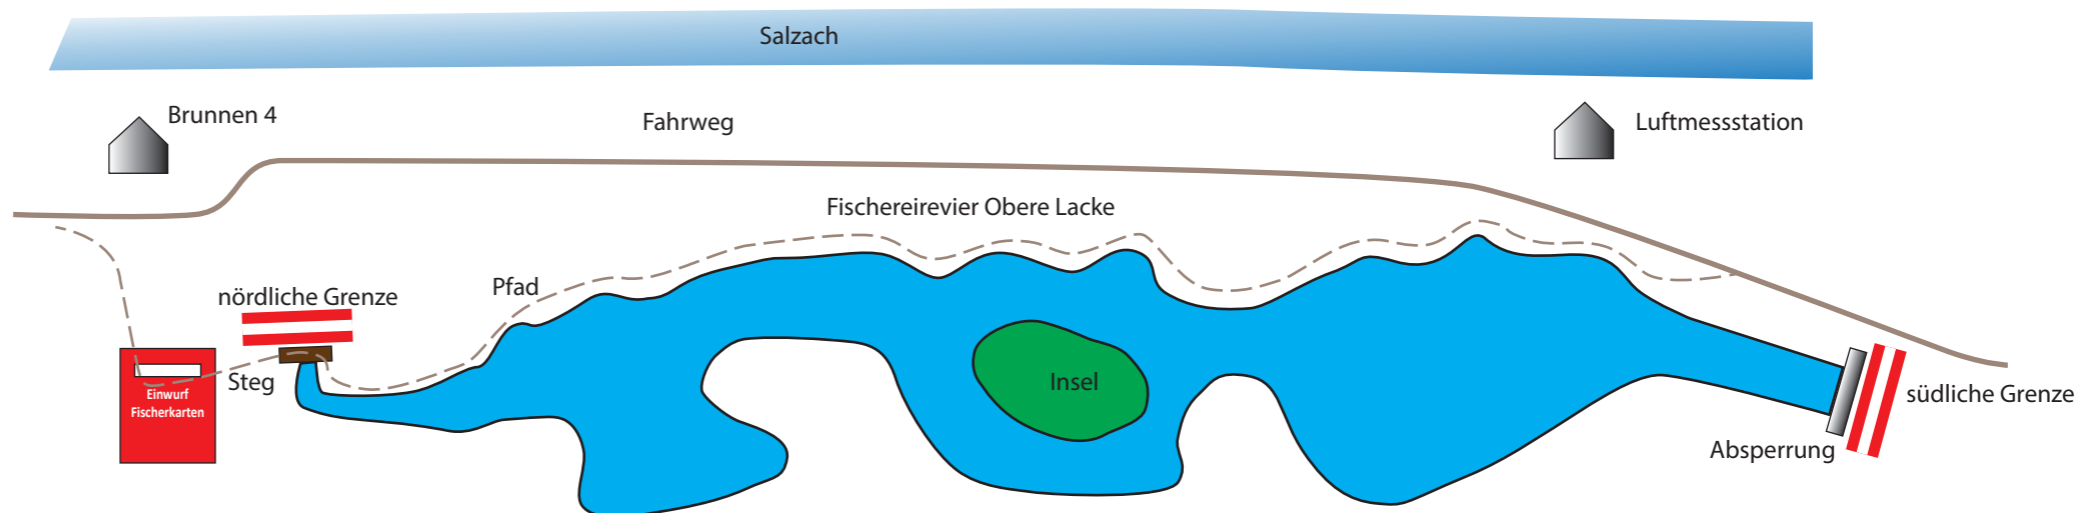 Salzach
Brunnen 4
Fahrweg
Luftmessstation
Fischereirevier Obere Lacke
Pfad
nördliche Grenze
Steg
Einwurf
Fischerkarten
Insel
südliche Grenze
Absperrung